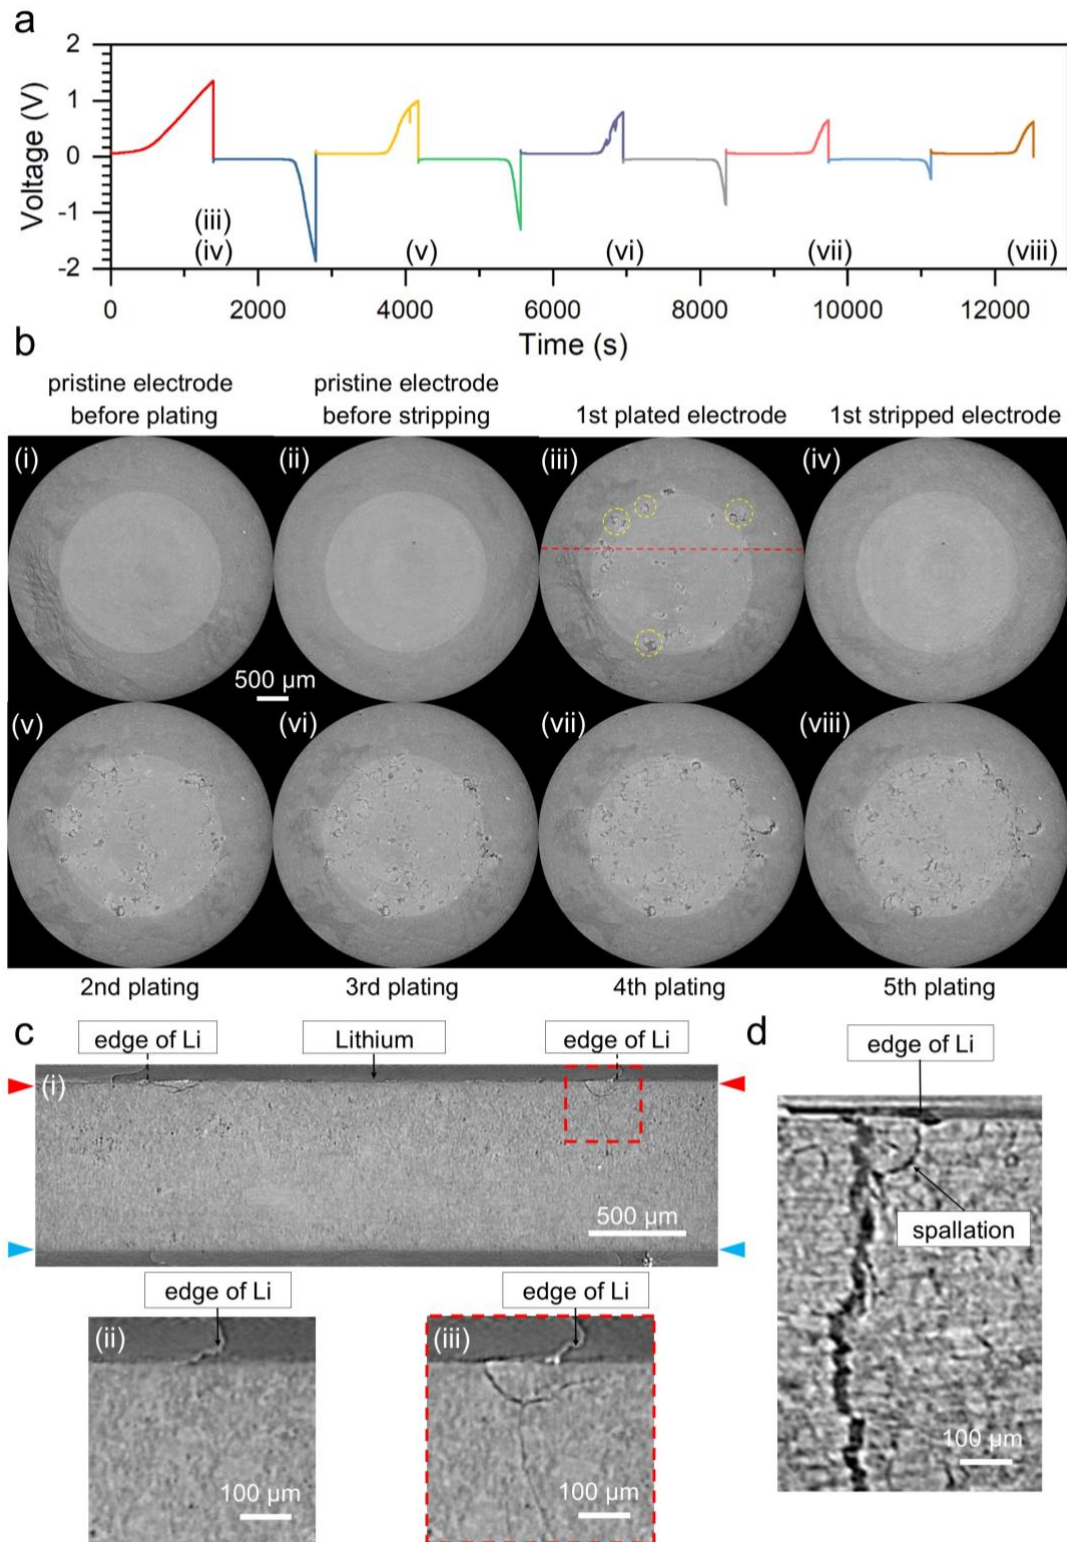 a
2
1
0
-1
-2
Voltage (V)
(iii)
(iv)
(v)
(vi)
(vii)
(viii)
0
2000
4000
6000
8000
10000
12000
Time (s)
b
pristine electrode
before plating
pristine electrode
before stripping
1st plated electrode
1st stripped electrode
(i)
(ii)
(iii)
(iv)
500 µm
(v)
(vi)
(vii)
(viii)
2nd plating
3rd plating
4th plating
5th plating
c
edge of Li
Lithium
edge of Li
(i)
500 µm
edge of Li
(ii)
100 µm
edge of Li
(iii)
100 µm
d
edge of Li
spallation
100 µm